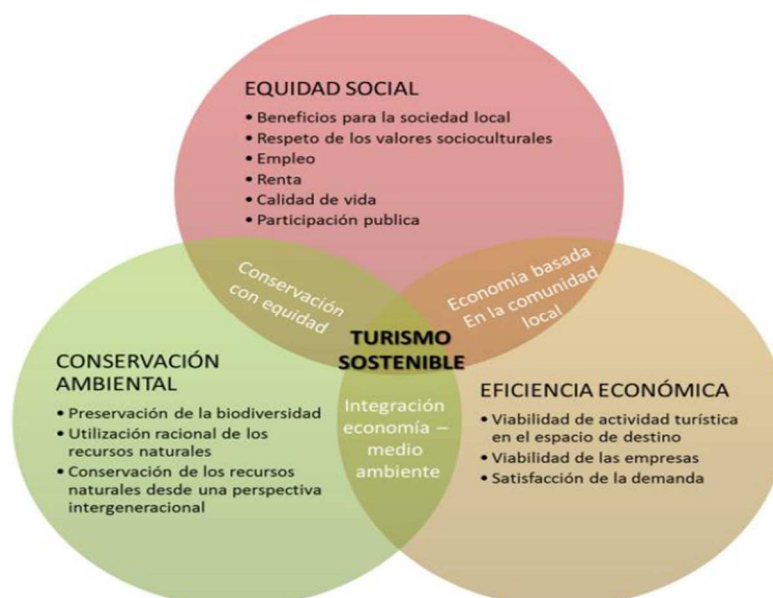 EQUIDAD SOCIAL
• Beneficios para la sociedad local
• Respeto de los valores socioculturales
• Empleo
• Renta
• Calidad de vida
• Participación publica
Conservación
con equidad
Economía basada
En la comunidad
local
TURISMO
SOSTENIBLE
CONSERVACIÓN
AMBIENTAL
• Preservación de la biodiversidad
• Utilización racional de los
recursos naturales
• Conservación de los recursos
naturales desde una perspectiva
intergeneracional
Integración
economía –
medio
ambiente
EFICIENCIA ECONÓMICA
• Viabilidad de actividad turística
en el espacio de destino
• Viabilidad de las empresas
• Satisfacción de la demanda